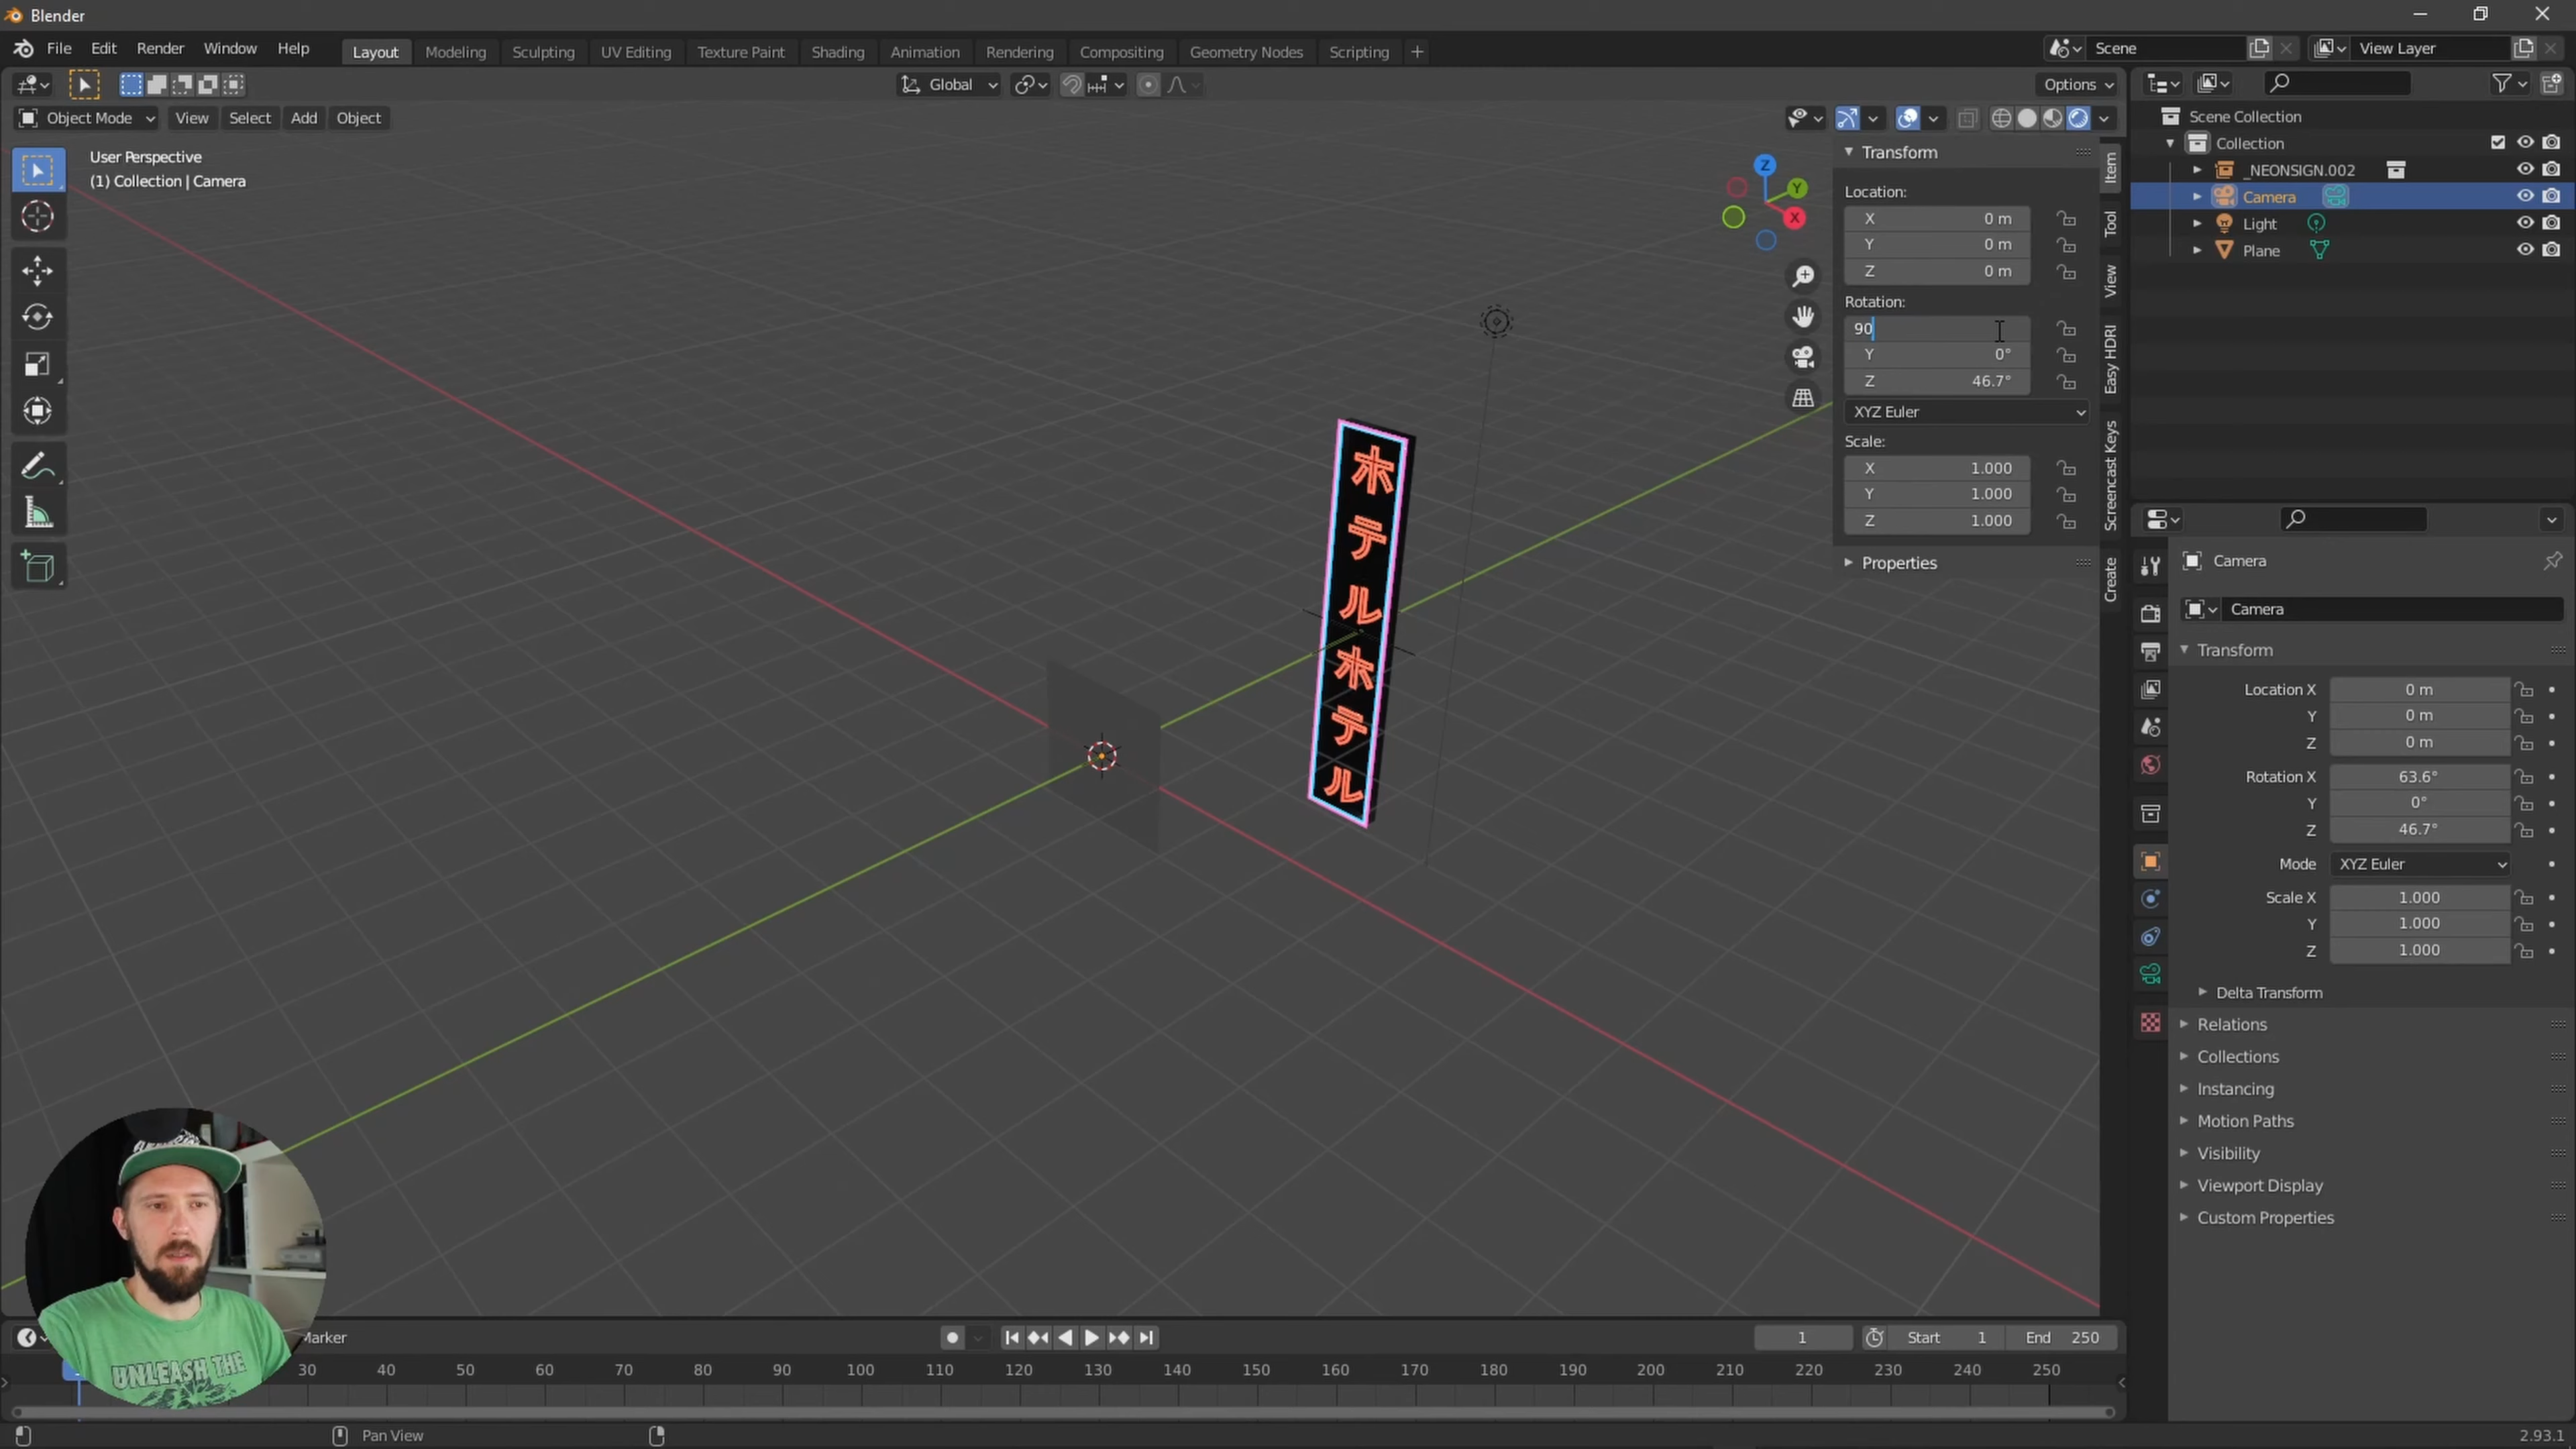 Blender
File Edit Render Window Help Layout Modeling Sculpting UV Editing Texture Paint Shading Animation Rendering Compositing Geometry Nodes Scripting + Scene View Layer
Global Options
Object Mode View Select Add Object
User Perspective
(1) Collection | Camera
Z
Y
X
ホテルホテル
Transform
Location:
X 0 m
Y 0 m
Z 0 m
Rotation:
90
Y 0°
Z 46.7°
XYZ Euler
Scale:
X 1.000
Y 1.000
Z 1.000
Properties
Item
Tool
View
Easy HDRI
Screencast Keys
Create
Scene Collection
Collection
_NEONSIGN.002
Camera
Light
Plane
Camera
Camera
Transform
Location X 0 m
Y 0 m
Z 0 m
Rotation X 63.6°
Y 0°
Z 46.7°
Mode XYZ Euler
Scale X 1.000
Y 1.000
Z 1.000
Delta Transform
Relations
Collections
Instancing
Motion Paths
Visibility
Viewport Display
Custom Properties
UNLEASH THE
Marker 1 Start 1 End 250
30 40 50 60 70 80 90 100 110 120 130 140 150 160 170 180 190 200 210 220 230 240 250
Pan View 2.93.1